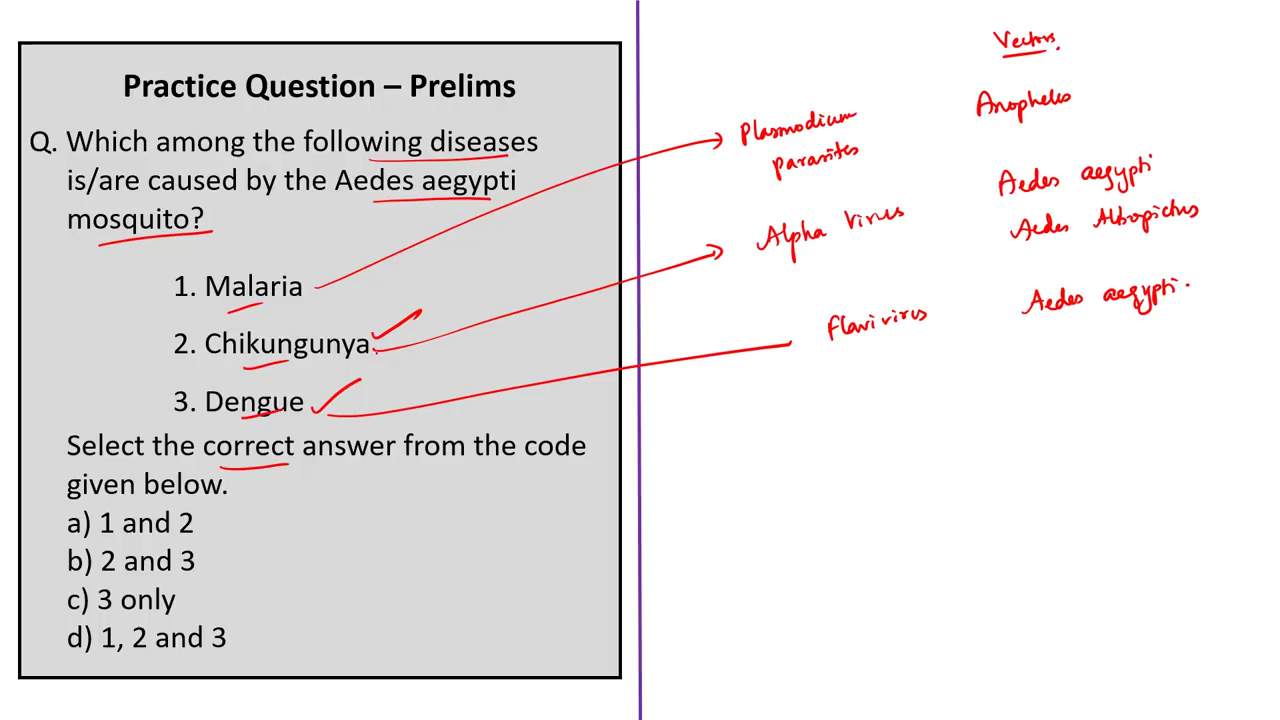 Practice Question – Prelims
Q. Which among the following diseases
is/are caused by the Aedes aegypti
mosquito?
1. Malaria
2. Chikungunya
3. Dengue
Select the correct answer from the code
given below.
a) 1 and 2
b) 2 and 3
c) 3 only
d) 1, 2 and 3
Vectors.
Plasmodium
parasites
Anopheles
Alpha Virus
Aedes aegypti
Aedes Albopictus
flavivirus
Aedes aegypti.